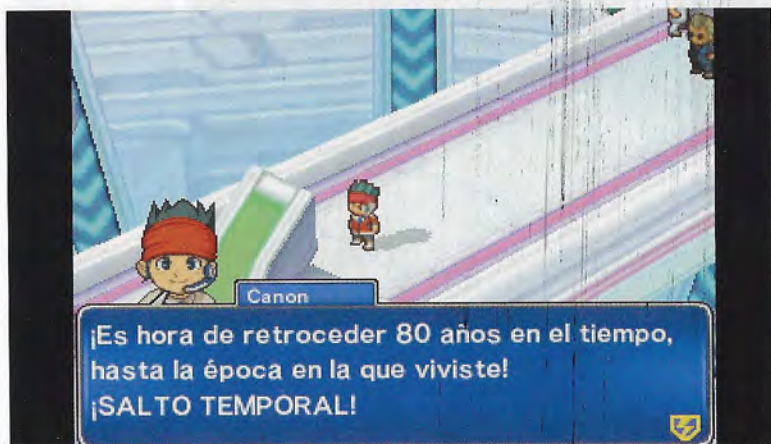 Canon
¡Es hora de retroceder 80 años en el tiempo,
hasta la época en la que viviste!
¡SALTO TEMPORAL!